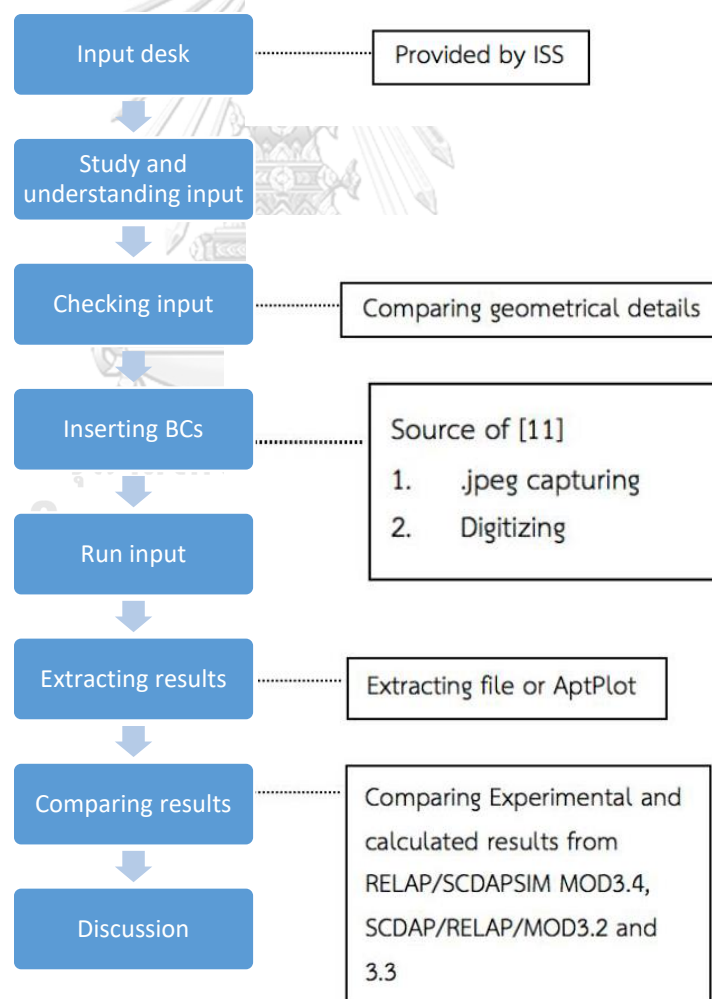 Input desk
Provided by ISS
Study and
understanding input
Checking input
Comparing geometrical details
Inserting BCs
Source of [11]
1. .jpeg capturing
2. Digitizing
Run input
Extracting results
Extracting file or AptPlot
Comparing results
Comparing Experimental and
calculated results from
RELAP/SCDAPSIM MOD3.4,
SCDAP/RELAP/MOD3.2 and
3.3
Discussion